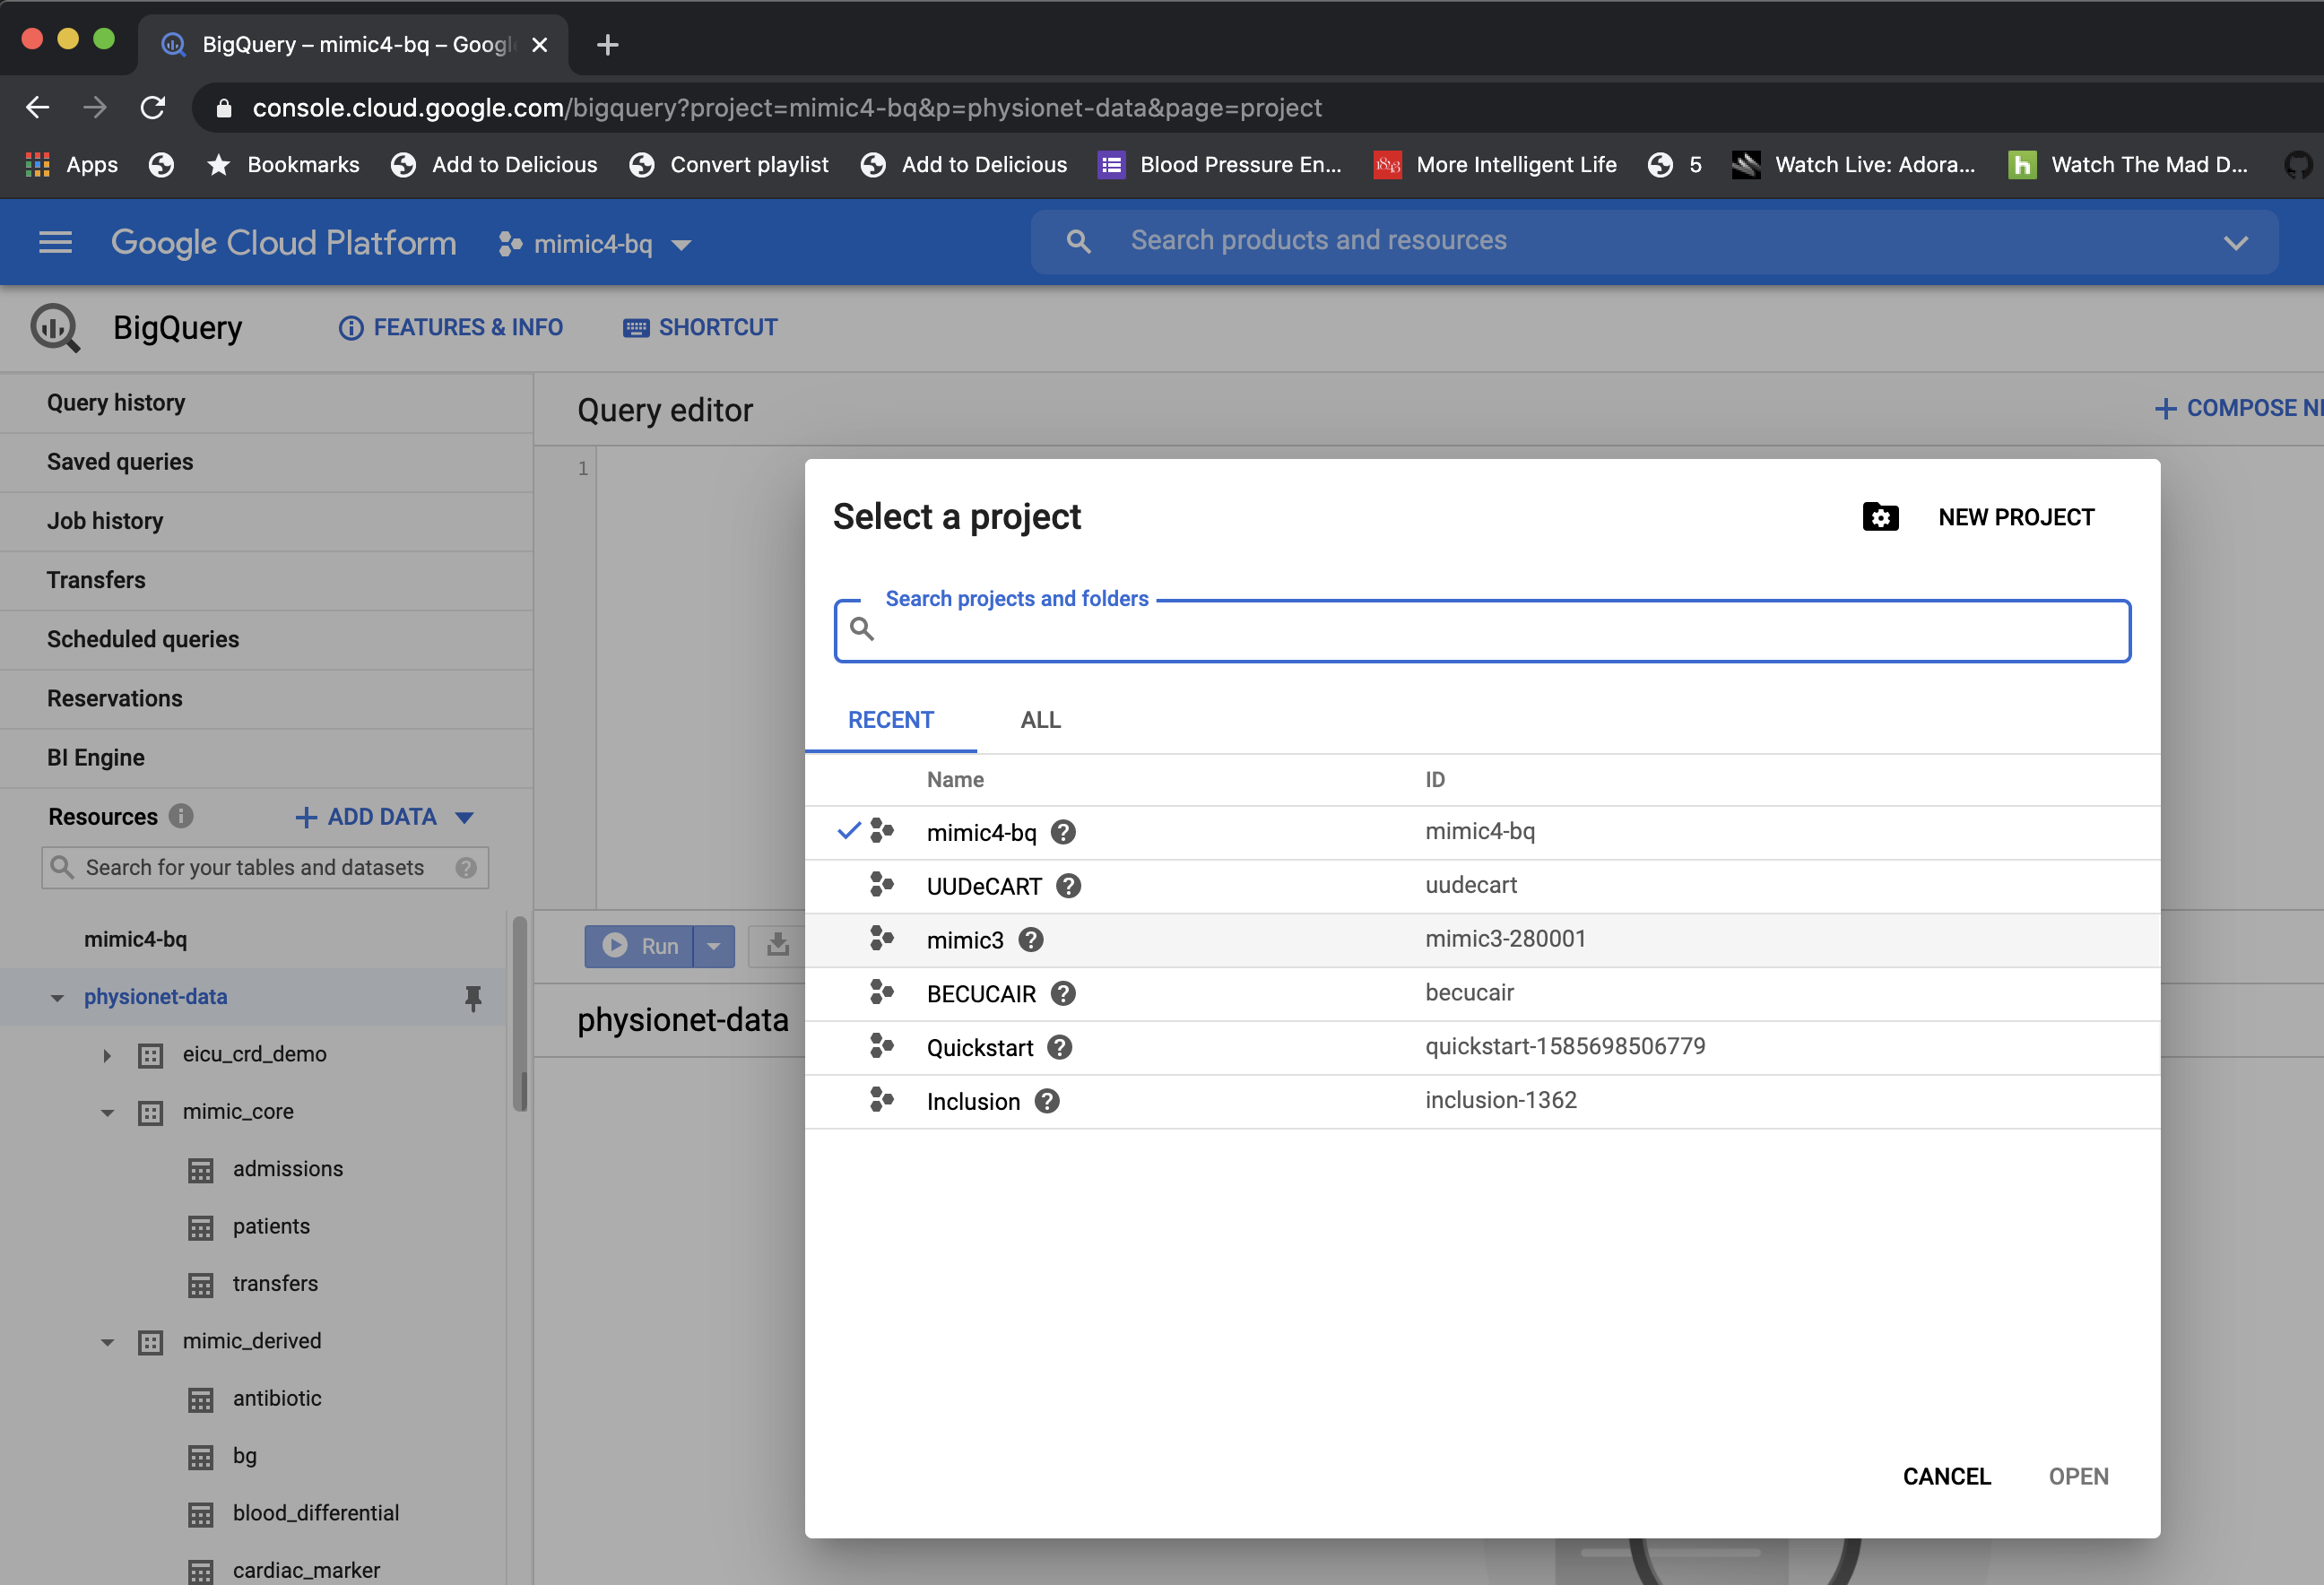 BigQuery – mimic4-bq – Googl
console.cloud.google.com/bigquery?project=mimic4-bq&p=physionet-data&page=project
Apps Bookmarks Add to Delicious Convert playlist Add to Delicious Blood Pressure En... 1843 More Intelligent Life 5 Watch Live: Adora... h Watch The Mad D...
Google Cloud Platform mimic4-bq Search products and resources
BigQuery FEATURES & INFO SHORTCUT
Query history
Saved queries
Job history
Transfers
Scheduled queries
Reservations
BI Engine
Resources + ADD DATA
Search for your tables and datasets
mimic4-bq
physionet-data
eicu_crd_demo
mimic_core
admissions
patients
transfers
mimic_derived
antibiotic
bg
blood_differential
cardiac_marker
Query editor + COMPOSE NE
1
Run
physionet-data
Select a project NEW PROJECT
Search projects and folders
RECENT ALL
Name ID
mimic4-bq mimic4-bq
UUDeCART uudecart
mimic3 mimic3-280001
BECUCAIR becucair
Quickstart quickstart-1585698506779
Inclusion inclusion-1362
CANCEL OPEN